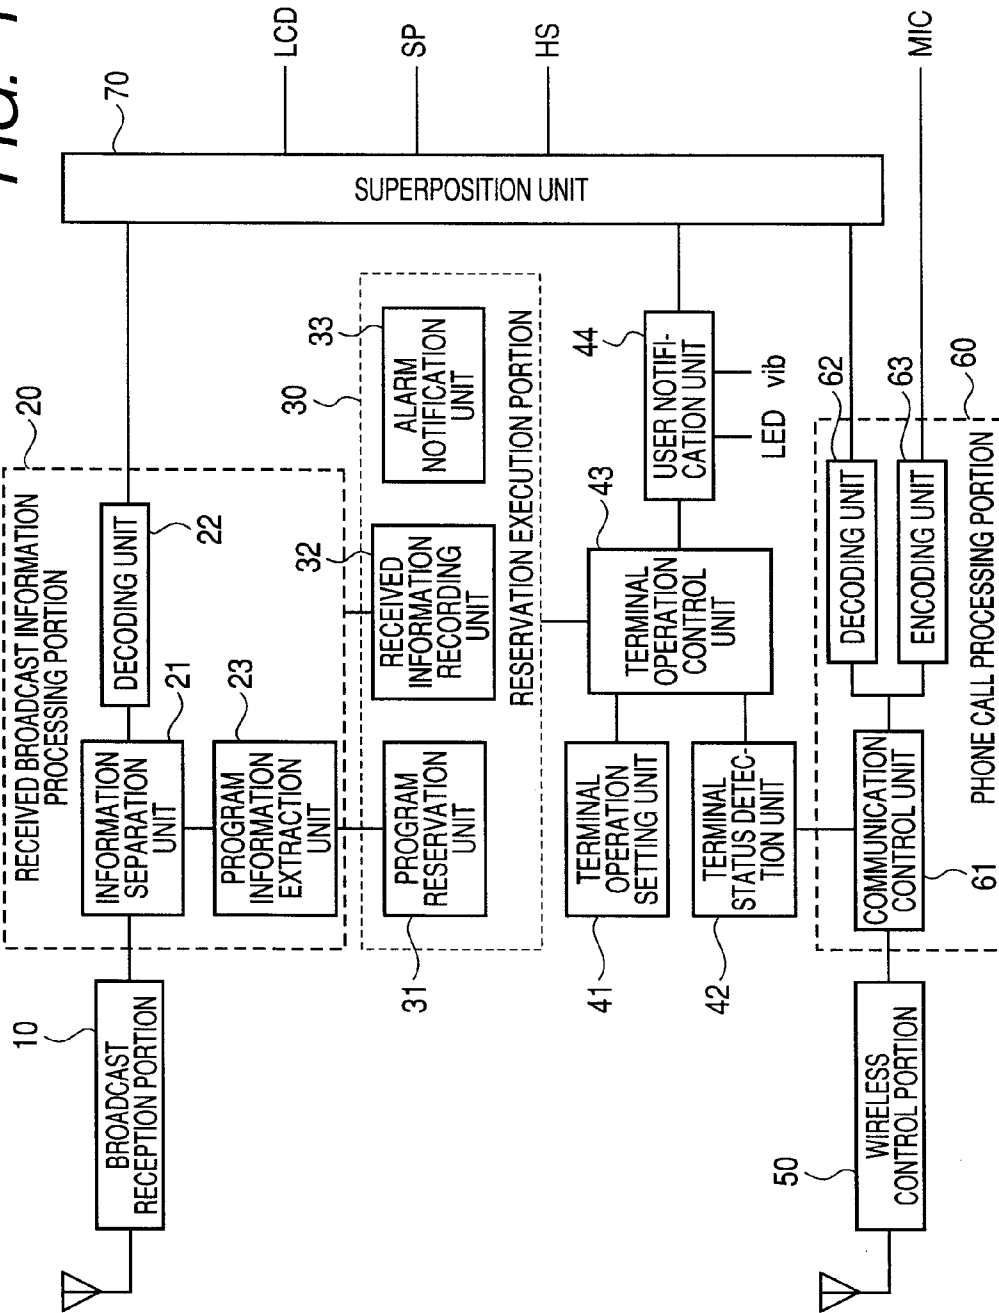 FIG. 1
10
BROADCAST
RECEPTION PORTION
20
RECEIVED BROADCAST INFORMATION
PROCESSING PORTION
INFORMATION
SEPARATION
UNIT
21
DECODING UNIT
22
PROGRAM
INFORMATION
EXTRACTION
UNIT
23
70
SUPERPOSITION UNIT
LCD
SP
HS
MIC
30
31
PROGRAM
RESERVATION
UNIT
32
RECEIVED
INFORMATION
RECORDING
UNIT
33
ALARM
NOTIFICATION
UNIT
RESERVATION EXECUTION PORTION
41
TERMINAL
OPERATION
SETTING UNIT
42
TERMINAL
STATUS DETEC-
TION UNIT
43
TERMINAL
OPERATION
CONTROL
UNIT
44
USER NOTIFI-
CATION UNIT
LED
vib
50
WIRELESS
CONTROL PORTION
COMMUNICATION
CONTROL UNIT
61
DECODING UNIT
62
ENCODING UNIT
63
60
PHONE CALL PROCESSING PORTION